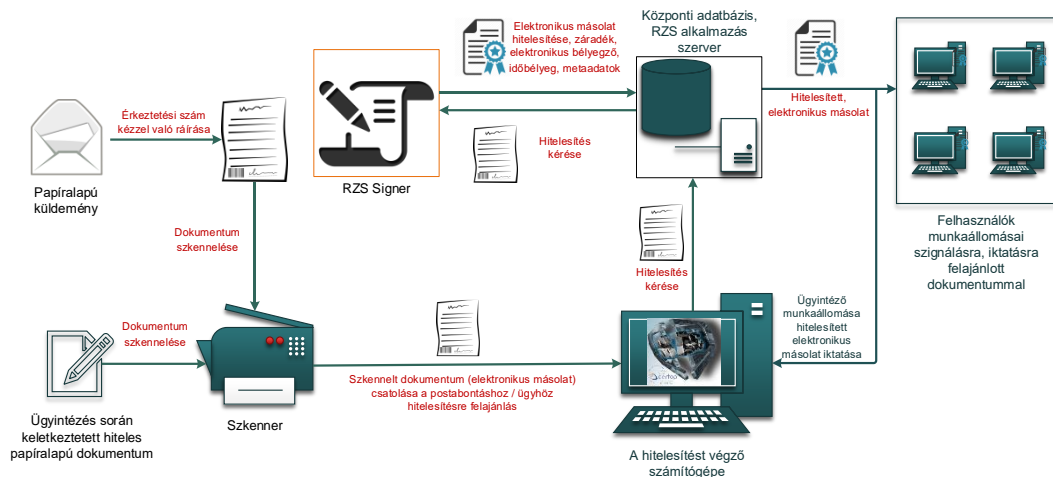 Elektronikus másolat
hitelesítése, záradék,
elektronikus bélyegző,
időbélyeg, metaadatok
Központi adatbázis,
RZS alkalmazás
szerver
Érkeztetési szám
kézzel való ráírása
Hitelesítés
kérése
Hitelesített,
elektronikus másolat
Papíralapú
küldemény
RZS Signer
Felhasználók
munkaállomásai
szignálásra, iktatásra
felajánlott
dokumentummal
Dokumentum
szkennelése
Hitelesítés
kérése
Ügyintéző
munkaállomása
hitelesített
elektronikus
másolat iktatása
Dokumentum
szkennelése
Szkennelt dokumentum (elektronikus másolat)
csatolása a postabontáshoz / ügyhöz
hitelesítésre felajánlás
Ügyintézés során
keletkeztetett hiteles
papíralapú dokumentum
Szkenner
A hitelesítést végző
számítógépe